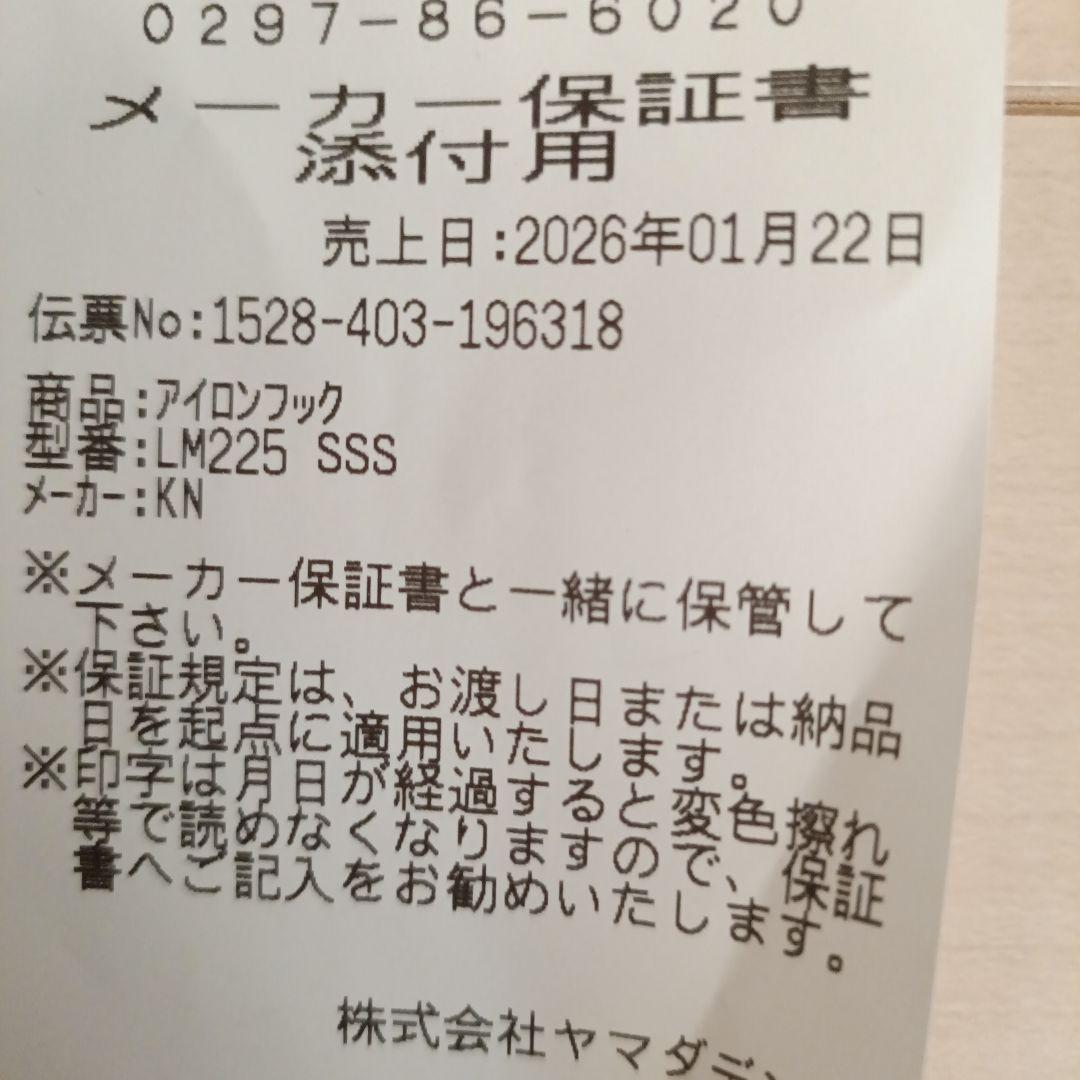 0297-86-6020
メーカー保証書
添付用
売上日:2026年01月22日
伝票No:1528-403-196318
商品:アイロンフック
型番:LM225 SSS
メーカー:KN
※メーカー保証書と一緒に保管して
下さい。
※保証規定は、お渡し日または納品
日を起点に適用いたします。
※印字は月日が経過すると変色擦れ
等で読めなくなりますので、保証
書へご記入をお勧めいたします。
株式会社ヤマダデン